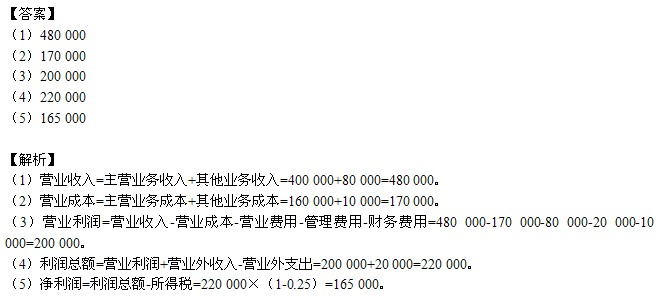 【答案】
（1）480 000
（2）170 000
（3）200 000
（4）220 000
（5）165 000
【解析】
（1）营业收入=主营业务收入+其他业务收入=400 000+80 000=480 000。
（2）营业成本=主营业务成本+其他业务成本=160 000+10 000=170 000。
（3）营业利润=营业收入-营业成本-营业费用-管理费用-财务费用=480 000-170 000-80 000-20 000-10
000=200 000。
（4）利润总额=营业利润+营业外收入-营业外支出=200 000+20 000=220 000。
（5）净利润=利润总额-所得税=220 000×（1-0.25）=165 000。